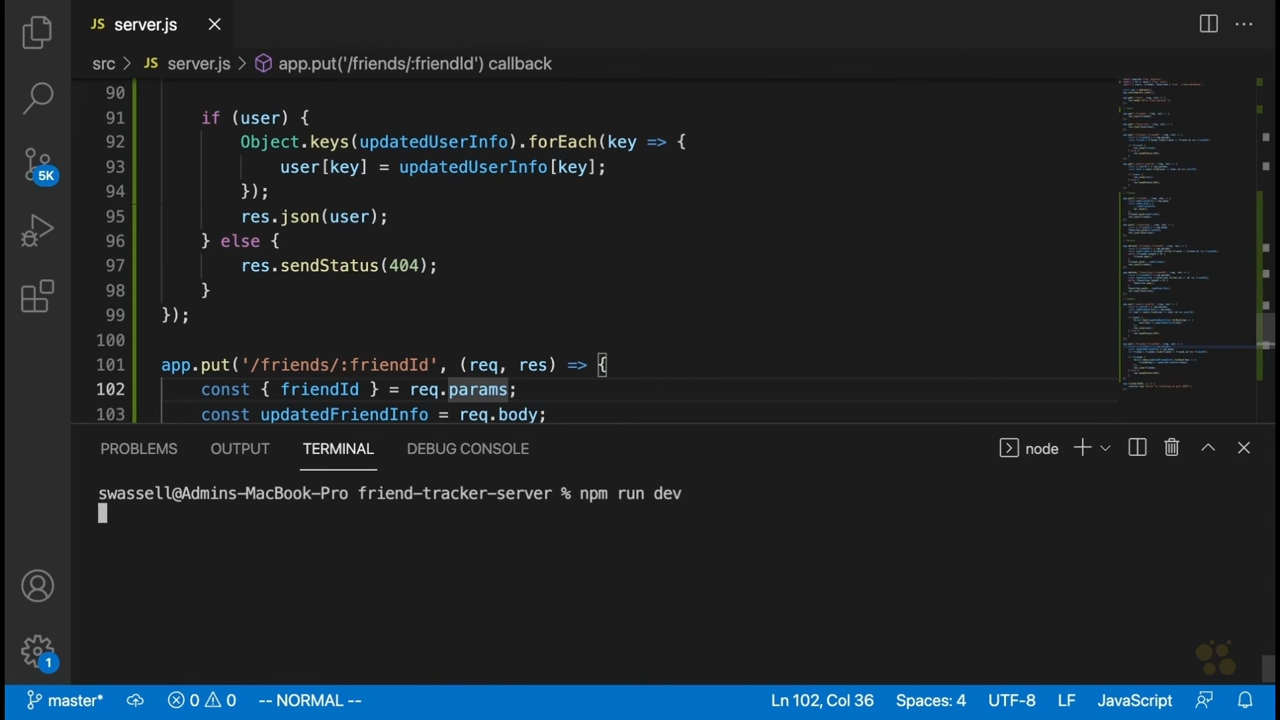 JS server.js
src > JS server.js > app.put('/friends/:friendId') callback
90
91 if (user) {
92 Object.keys(updatedUserInfo).forEach(key => {
93 user[key] = updatedUserInfo[key];
94 });
95 res.json(user);
96 } else {
97 res.sendStatus(404);
98 }
99 });
100
101 app.put('/friends/:friendId', (req, res) => {
102 const { friendId } = req.params;
103 const updatedFriendInfo = req.body;
5K
PROBLEMS OUTPUT TERMINAL DEBUG CONSOLE node
swassell@Admins-MacBook-Pro friend-tracker-server % npm run dev
1
master* 0 0 -- NORMAL -- Ln 102, Col 36 Spaces: 4 UTF-8 LF JavaScript